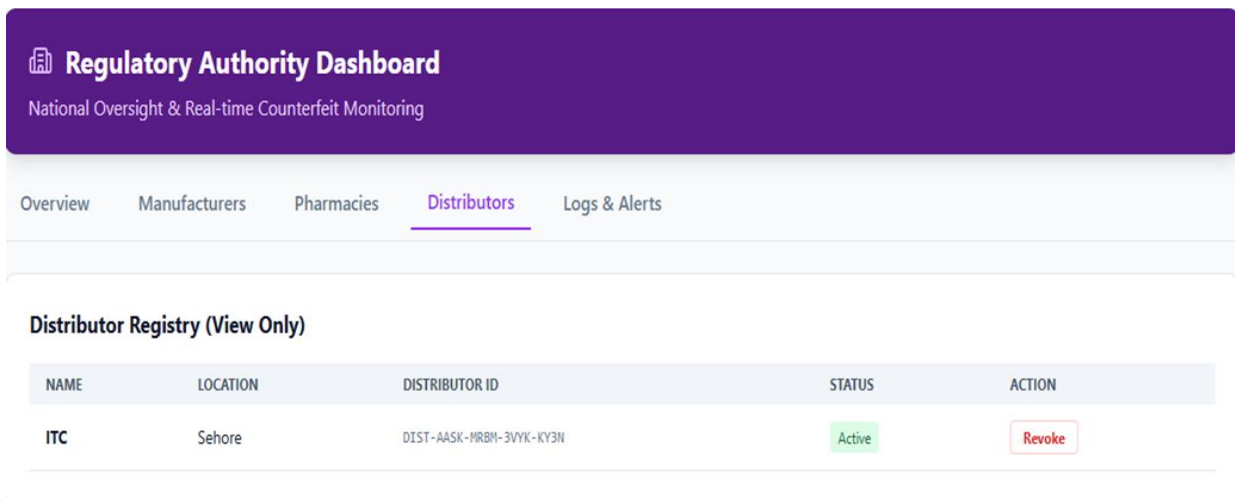 Regulatory Authority Dashboard
National Oversight & Real-time Counterfeit Monitoring
Overview Manufacturers Pharmacies Distributors Logs & Alerts
Distributor Registry (View Only)
NAME LOCATION DISTRIBUTOR ID STATUS ACTION
ITC Sehore DIST-AASK-MRBM-3VYK-KY3N Active Revoke